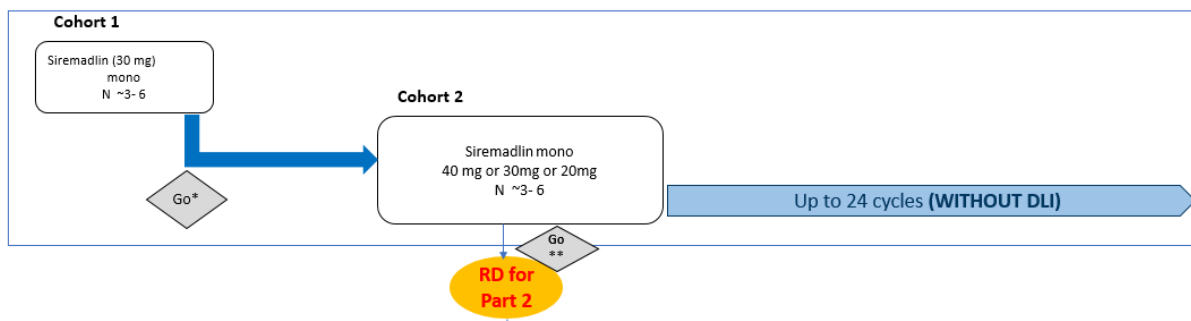 Cohort 1
Siremadlin (30 mg)
mono
N ~3- 6
Cohort 2
Siremadlin mono
40 mg or 30mg or 20mg
N ~3- 6
Go*
Up to 24 cycles (WITHOUT DLI)
Go
**
RD for
Part 2